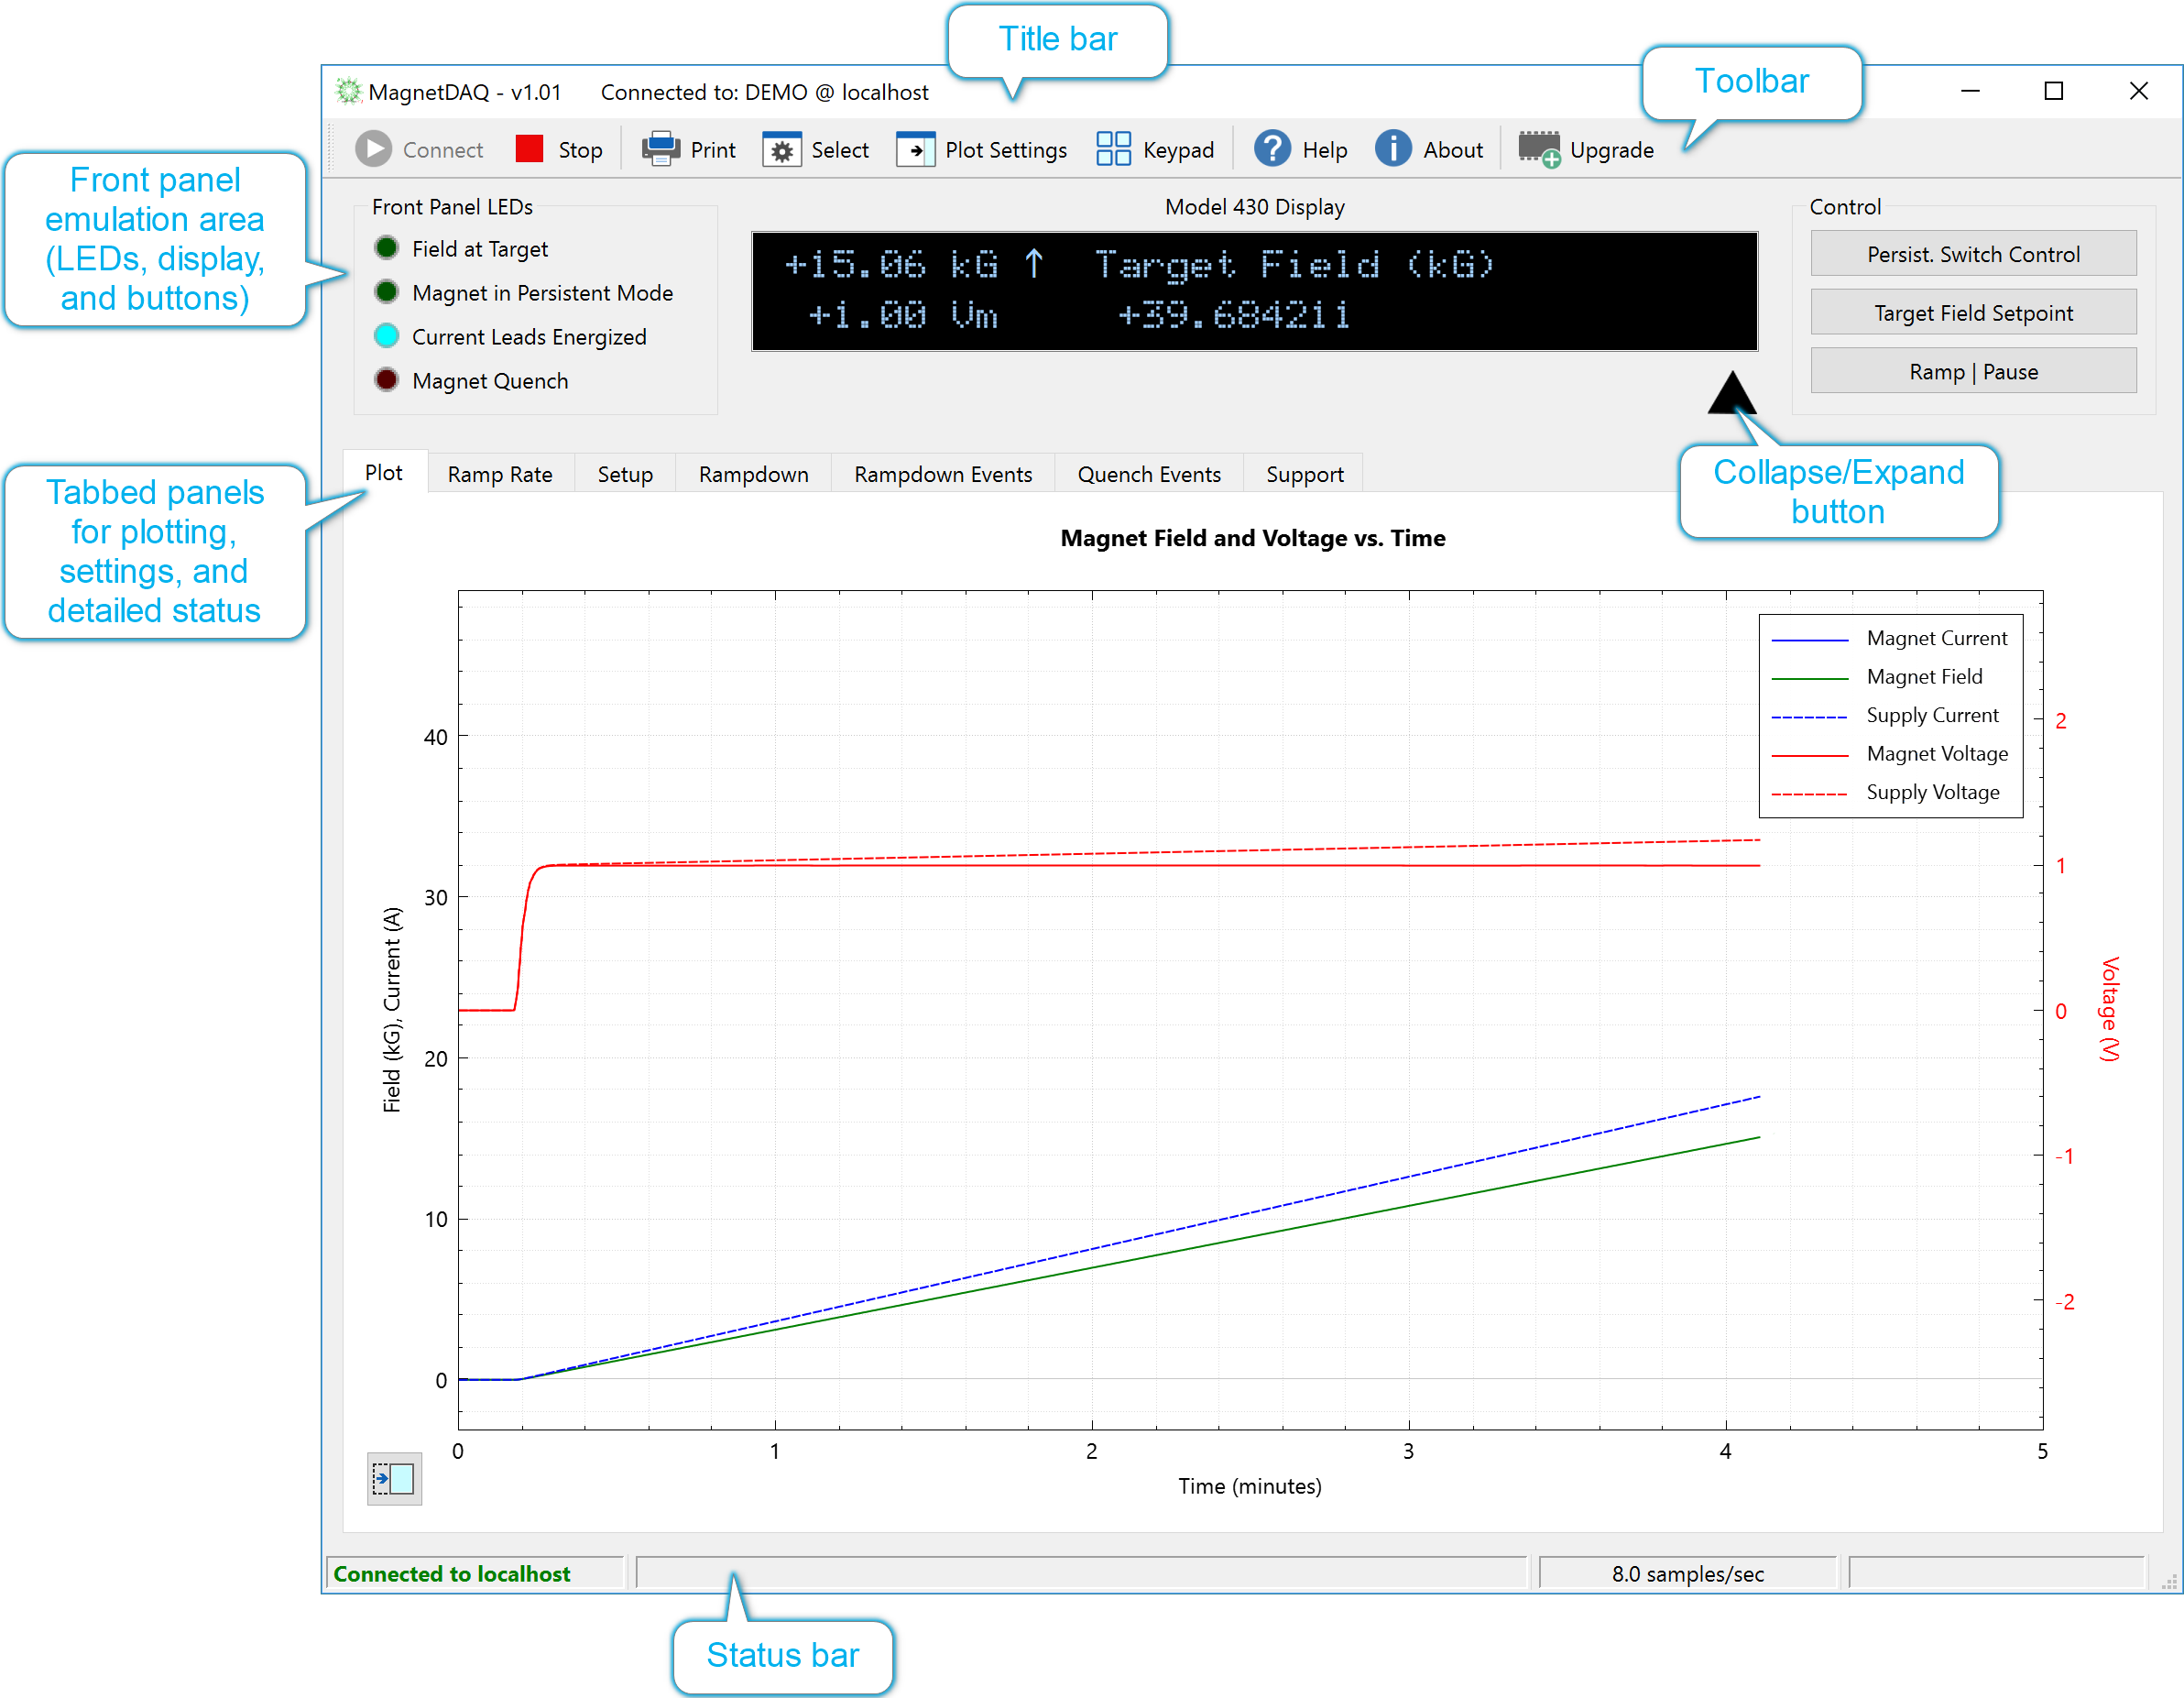 Title bar
Toolbar
MagnetDAQ - v1.01 Connected to: DEMO @ localhost
Connect Stop Print Select Plot Settings Keypad Help About Upgrade
Front panel
emulation area
(LEDs, display,
and buttons)
Front Panel LEDs
Field at Target
Magnet in Persistent Mode
Current Leads Energized
Magnet Quench
Model 430 Display
+15.06 kG ↑ Target Field (kG)
+1.00 Vm +39.684211
Control
Persist. Switch Control
Target Field Setpoint
Ramp | Pause
Collapse/Expand
button
Tabbed panels
for plotting,
settings, and
detailed status
Plot Ramp Rate Setup Rampdown Rampdown Events Quench Events Support
Magnet Field and Voltage vs. Time
Magnet Current
Magnet Field
Supply Current
Magnet Voltage
Supply Voltage
Field (kG), Current (A)
40
30
20
10
0
2
1
0
-1
-2
Voltage (V)
0 1 2 3 4 5
Time (minutes)
Connected to localhost 8.0 samples/sec
Status bar